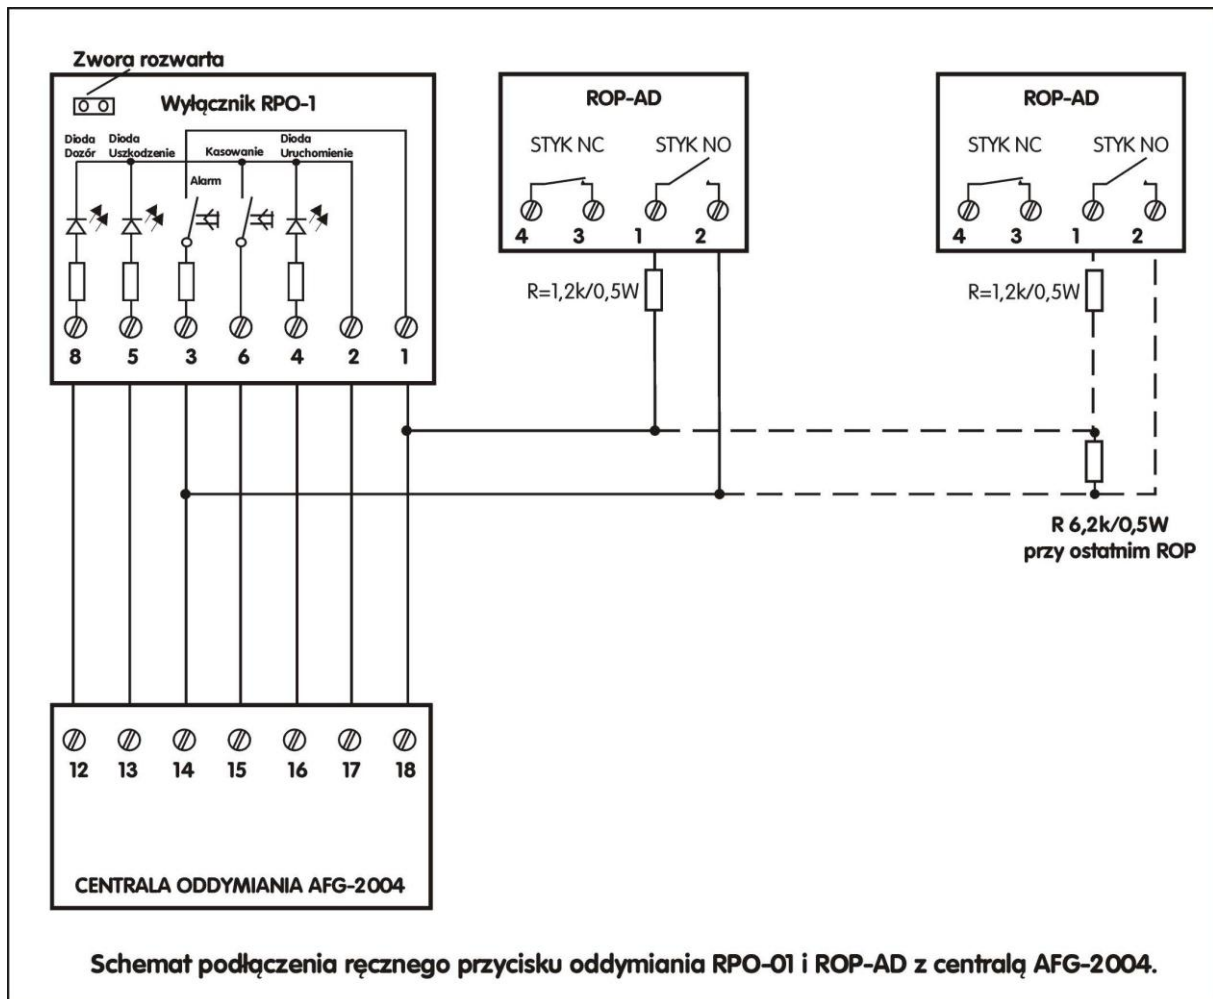 Zwora rozwarta
Wyłącznik RPO-1
Dioda
Dozór
Dioda
Uszkodzenie
Kasowanie
Dioda
Uruchomienie
Alarm
8 5 3 6 4 2 1
ROP-AD
STYK NC STYK NO
4 3 1 2
R=1,2k/0,5W
ROP-AD
STYK NC STYK NO
4 3 1 2
R=1,2k/0,5W
R 6,2k/0,5W
przy ostatnim ROP
12 13 14 15 16 17 18
CENTRALA ODDYMIANIA AFG-2004
Schemat podłączenia ręcznego przycisku oddymiania RPO-01 i ROP-AD z centralą AFG-2004.